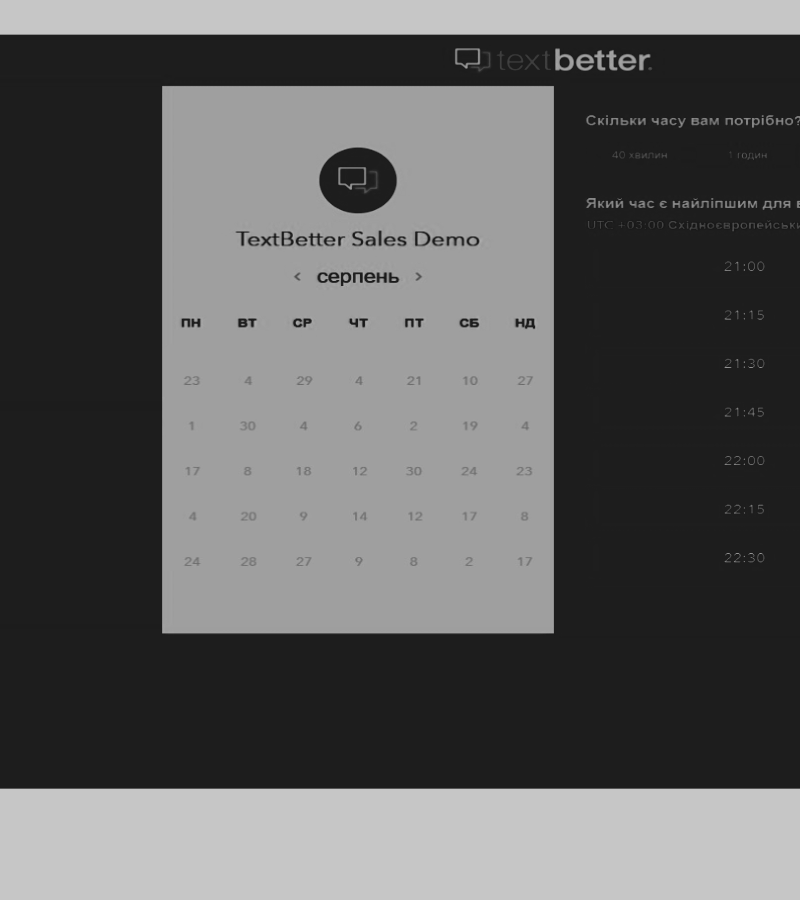 textbetter.
TextBetter Sales Demo
< серпень >
ПН ВТ СР ЧТ ПТ СБ НД
23 4 29 4 21 10 27
1 30 4 6 2 19 4
17 8 18 12 30 24 23
4 20 9 14 12 17 8
24 28 27 9 8 2 17
Скільки часу вам потрібно?
40 хвилин 1 годин
Який час є найліпшим для
UTC +03:00
21:00
21:15
21:30
21:45
22:00
22:15
22:30